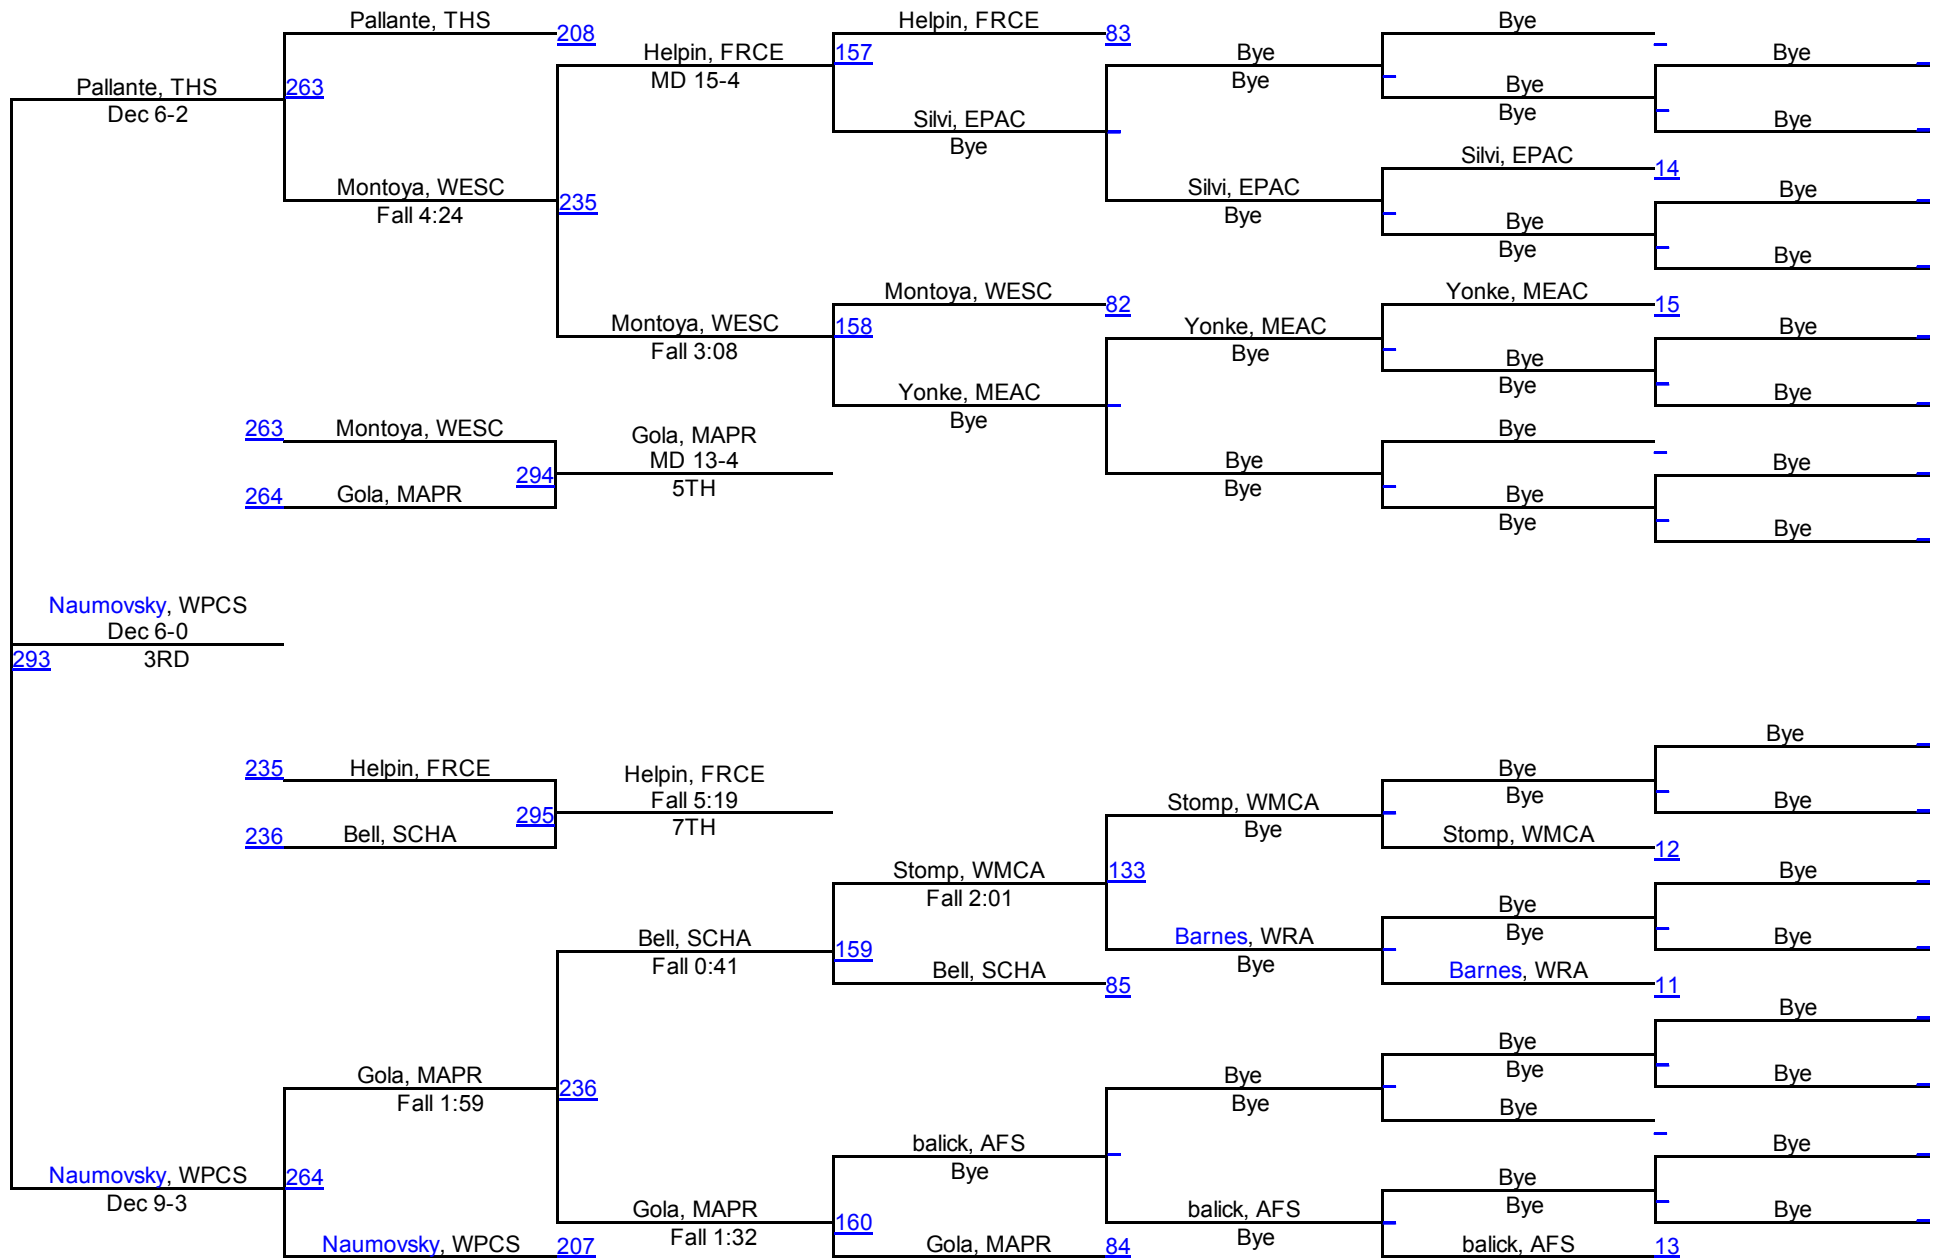 Pallante, THS
208
Helpin, FRCE
83
Bye
Helpin, FRCE
MD 15-4
157
Bye
Bye
Bye
Pallante, THS
Dec 6-2
263
Silvi, EPAC
Bye
Bye
Bye
Bye
Montoya, WESC
Fall 4:24
235
Silvi, EPAC
Bye
Silvi, EPAC
14
Bye
Bye
Bye
Bye
Montoya, WESC
82
Yonke, MEAC
15
Montoya, WESC
Fall 3:08
158
Yonke, MEAC
Bye
Bye
Bye
Bye
Yonke, MEAC
Bye
Bye
263
Montoya, WESC
Gola, MAPR
MD 13-4
5TH
294
264
Gola, MAPR
Bye
Bye
Bye
Bye
Bye
Bye
Bye
Naumovsky, WPCS
Dec 6-0
3RD
293
Bye
235
Helpin, FRCE
Helpin, FRCE
Fall 5:19
7TH
295
236
Bell, SCHA
Bye
Bye
Stomp, WMCA
Bye
Bye
Stomp, WMCA
12
Stomp, WMCA
Fall 2:01
133
Bye
Bye
Bye
Bell, SCHA
Fall 0:41
159
Barnes, WRA
Bye
Bye
Bell, SCHA
85
Barnes, WRA
11
Bye
Bye
Bye
Gola, MAPR
Fall 1:59
236
Bye
Bye
Bye
Bye
balick, AFS
Bye
Bye
Naumovsky, WPCS
Dec 9-3
264
Bye
Bye
Gola, MAPR
Fall 1:32
160
balick, AFS
Bye
Bye
Naumovsky, WPCS
207
Gola, MAPR
84
balick, AFS
13